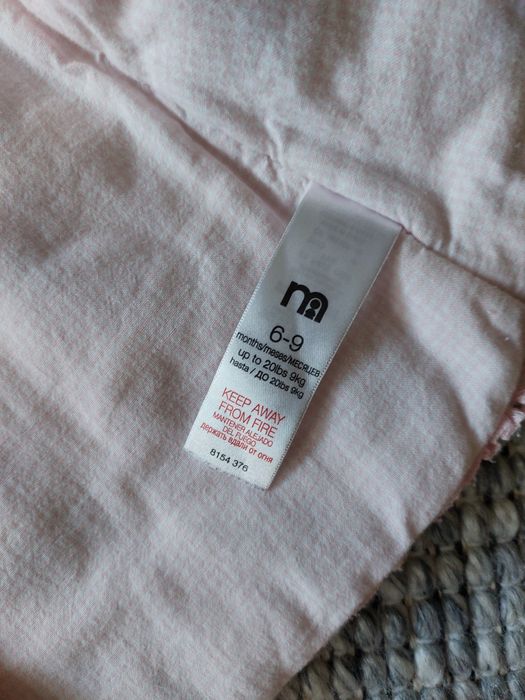 m
6-9
months/meses/МЕСЯЦЕВ
up to 20lbs 9kg
hasta / ДО 20lbs 9kg
KEEP AWAY
FROM FIRE
MANTENER ALEJADO
DEL FUEGO
держать вдали от огня
8154 376